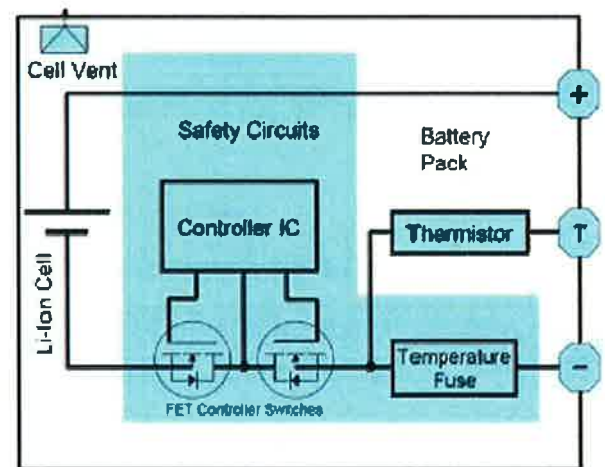 Cell Vent
+
Safety Circuits
Battery
Pack
Controller IC
Thermistor
T
Li-Ion Cell
Temperature
Fuse
−
FET Controller Switches